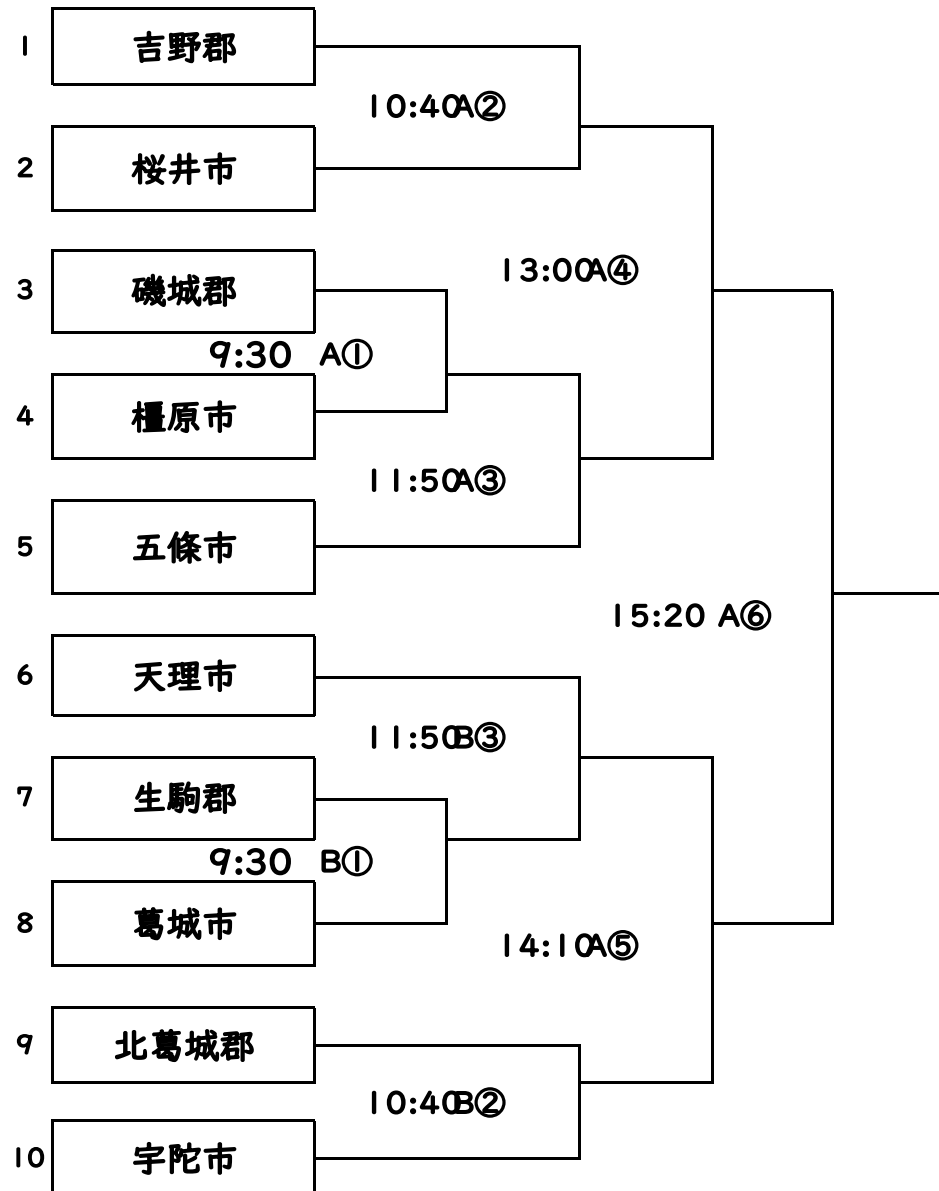 1 吉野郡
10:40A②
2 桜井市
13:00A④
3 磯城郡
9:30 A①
4 橿原市
11:50A③
5 五條市
15:20 A⑥
6 天理市
11:50B③
7 生駒郡
9:30 B①
8 葛城市
14:10A⑤
9 北葛城郡
10:40B②
10 宇陀市